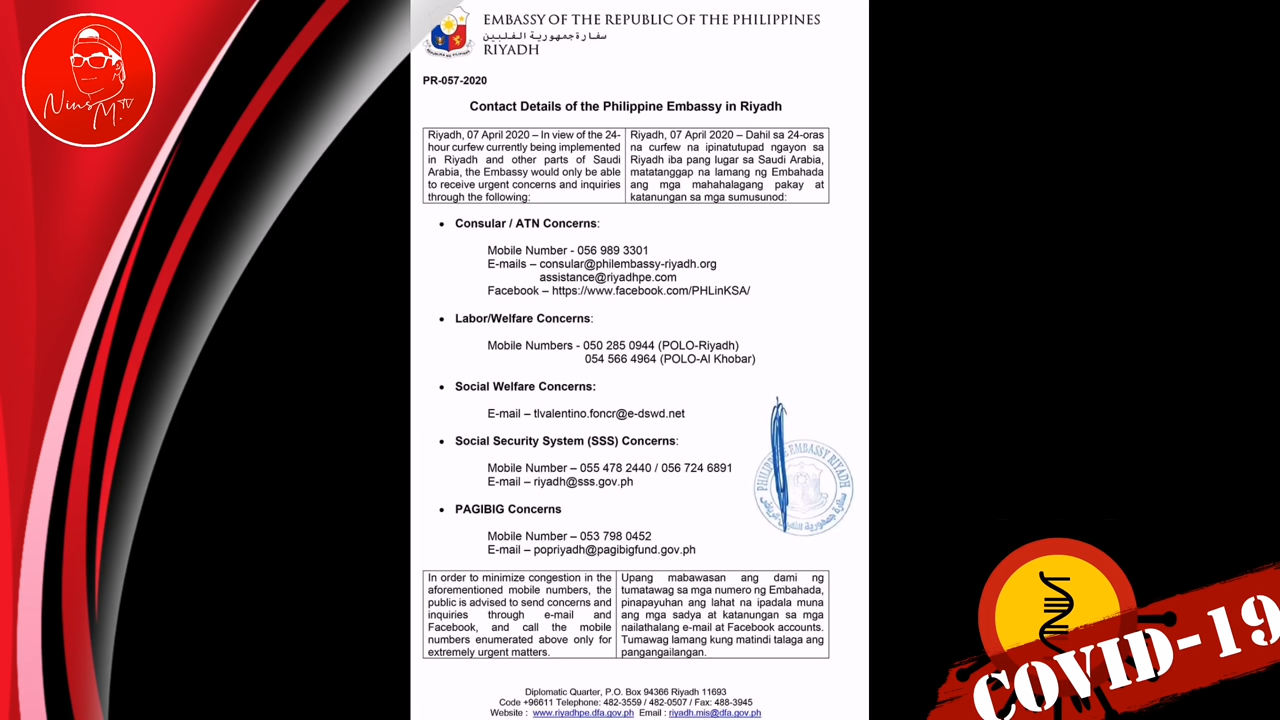 Nins M. TV
EMBASSY OF THE REPUBLIC OF THE PHILIPPINES
سفارة جمهورية الفلبين
RIYADH
PR-057-2020
Contact Details of the Philippine Embassy in Riyadh
Riyadh, 07 April 2020 – In view of the 24-
hour curfew currently being implemented
in Riyadh and other parts of Saudi
Arabia, the Embassy would only be able
to receive urgent concerns and inquiries
through the following:
Riyadh, 07 April 2020 – Dahil sa 24-oras
na curfew na ipinatutupad ngayon sa
Riyadh iba pang lugar sa Saudi Arabia,
matatanggap na lamang ng Embahada
ang mga mahahalagang pakay at
katanungan sa mga sumusunod:
• Consular / ATN Concerns:
Mobile Number - 056 989 3301
E-mails – consular@philembassy-riyadh.org
assistance@riyadhpe.com
Facebook – https://www.facebook.com/PHLinKSA/
• Labor/Welfare Concerns:
Mobile Numbers - 050 285 0944 (POLO-Riyadh)
054 566 4964 (POLO-Al Khobar)
• Social Welfare Concerns:
E-mail – tlvalentino.foncr@e-dswd.net
• Social Security System (SSS) Concerns:
Mobile Number – 055 478 2440 / 056 724 6891
E-mail – riyadh@sss.gov.ph
PHILIPPINE EMBASSY RIYADH
• PAGIBIG Concerns
Mobile Number – 053 798 0452
E-mail – popriyadh@pagibigfund.gov.ph
In order to minimize congestion in the
aforementioned mobile numbers, the
public is advised to send concerns and
inquiries through e-mail and
Facebook, and call the mobile
numbers enumerated above only for
extremely urgent matters.
Upang mabawasan ang dami ng
tumatawag sa mga numero ng Embahada,
pinapayuhan ang lahat na ipadala muna
ang mga sadya at katanungan sa mga
nailathalang e-mail at Facebook accounts.
Tumawag lamang kung matindi talaga ang
pangangailangan.
Diplomatic Quarter, P.O. Box 94366 Riyadh 11693
Code +96611 Telephone: 482-3559 / 482-0507 / Fax: 488-3945
Website : www.riyadhpe.dfa.gov.ph Email : riyadh.mis@dfa.gov.ph
COVID-19